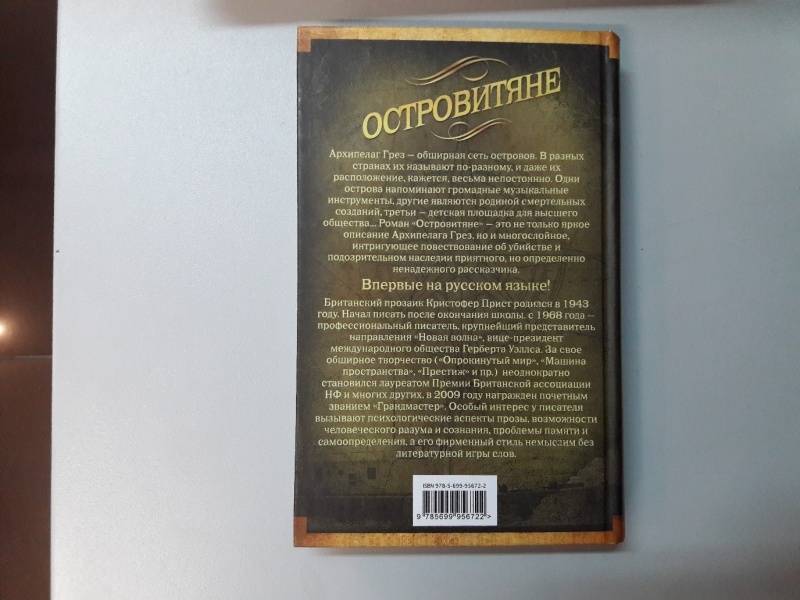 ОСТРОВИТЯНЕ
Архипелаг Грез — обширная сеть островов. В разных
странах их называют по-разному, и даже их
расположение, кажется, весьма непостоянно. Одни
острова напоминают громадные музыкальные
инструменты, другие являются родиной смертельных
созданий, третьи — детская площадка для высшего
общества... Роман «Островитяне» — это не только яркое
описание Архипелага Грез, но и многослойное,
интригующее повествование об убийстве и
подозрительном наследии приятного, но определенно
ненадежного рассказчика.
Впервые на русском языке!
Британский прозаик Кристофер Прист родился в 1943
году. Начал писать после окончания школы, с 1968 года —
профессиональный писатель, крупнейший представитель
направления «Новая волна», вице-президент
международного общества Герберта Уэллса. За свое
обширное творчество («Опрокинутый мир», «Машина
пространства», «Престиж» и пр.) неоднократно
становился лауреатом Премии Британской ассоциации
НФ и многих других, в 2009 году награжден почетным
званием «Грандмастер». Особый интерес у писателя
вызывают психологические аспекты прозы, возможности
человеческого разума и сознания, проблемы памяти и
самоопределения, а его фирменный стиль немыслим без
литературной игры слов.
ISBN 978-5-699-95672-2
9 785699 956722>